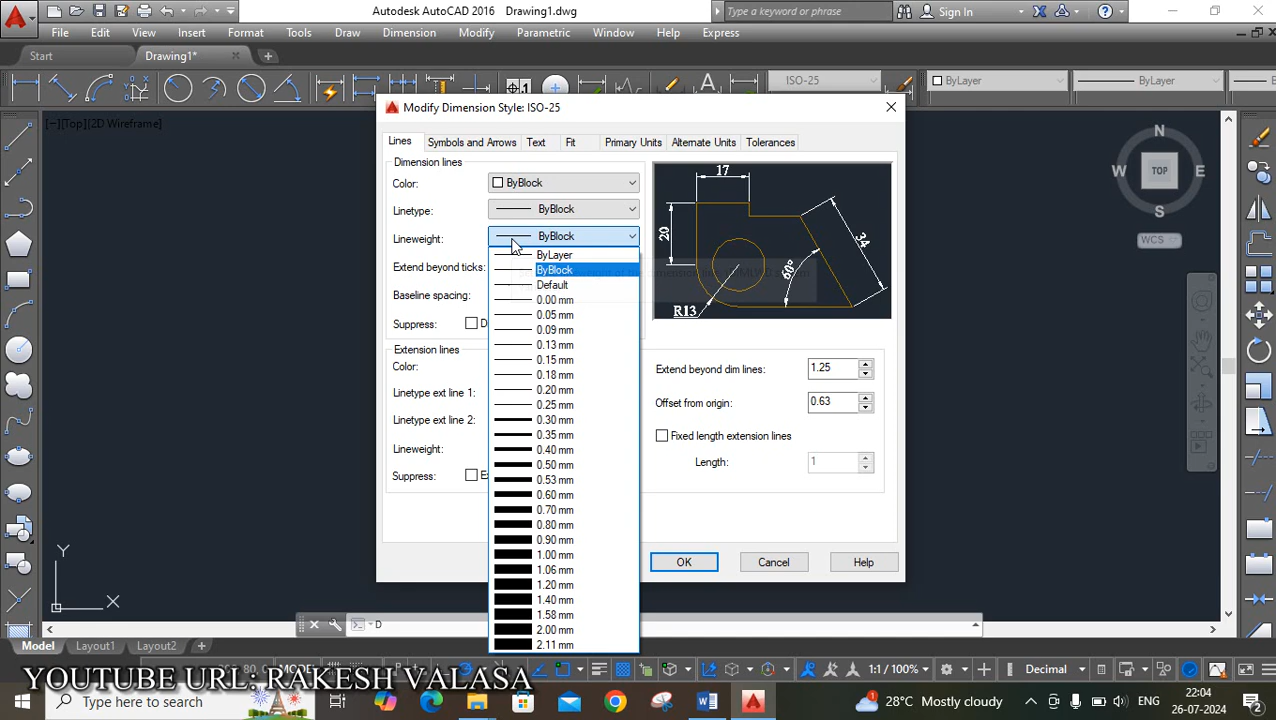 Autodesk AutoCAD 2016 Drawing1.dwg
Type a keyword or phrase
Sign In
File Edit View Insert Format Tools Draw Dimension Modify Parametric Window Help Express
Start Drawing1*
ISO-25
ByLayer
ByLayer
[−][Top][2D Wireframe]
Modify Dimension Style: ISO-25
Lines Symbols and Arrows Text Fit Primary Units Alternate Units Tolerances
Dimension lines
Color: ByBlock
Linetype: ByBlock
Lineweight: ByBlock
Extend beyond ticks:
Baseline spacing:
Suppress: D
ByLayer
ByBlock
Default
0.00 mm
0.05 mm
0.09 mm
0.13 mm
0.15 mm
0.18 mm
0.20 mm
0.25 mm
0.30 mm
0.35 mm
0.40 mm
0.50 mm
0.53 mm
0.60 mm
0.70 mm
0.80 mm
0.90 mm
1.00 mm
1.06 mm
1.20 mm
1.40 mm
1.58 mm
2.00 mm
2.11 mm
Extension lines
Color:
Linetype ext line 1:
Linetype ext line 2:
Lineweight:
Suppress: E
17
20
34
60°
R13
Extend beyond dim lines: 1.25
Offset from origin: 0.63
Fixed length extension lines
Length: 1
OK Cancel Help
N
W TOP E
S
WCS
Y
X
D
Model Layout1 Layout2
MODEL
1:1 / 100%
Decimal
YOUTUBE URL: RAKESH VALASA
Type here to search
28°C Mostly cloudy
ENG
22:04
26-07-2024